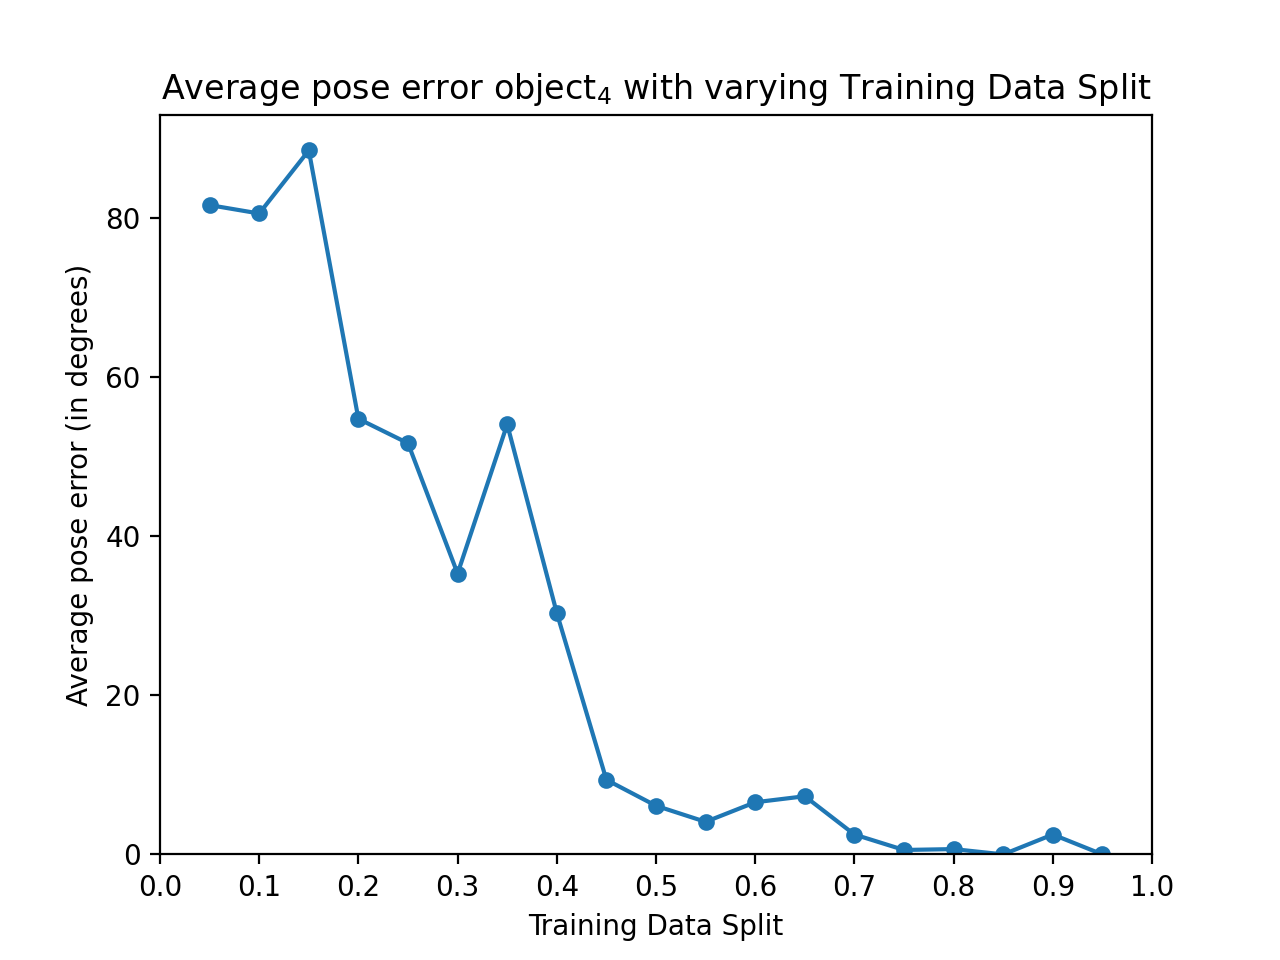 Average pose error object₄ with varying Training Data Split
Average pose error (in degrees)
80
60
40
20
0
0.0 0.1 0.2 0.3 0.4 0.5 0.6 0.7 0.8 0.9 1.0
Training Data Split